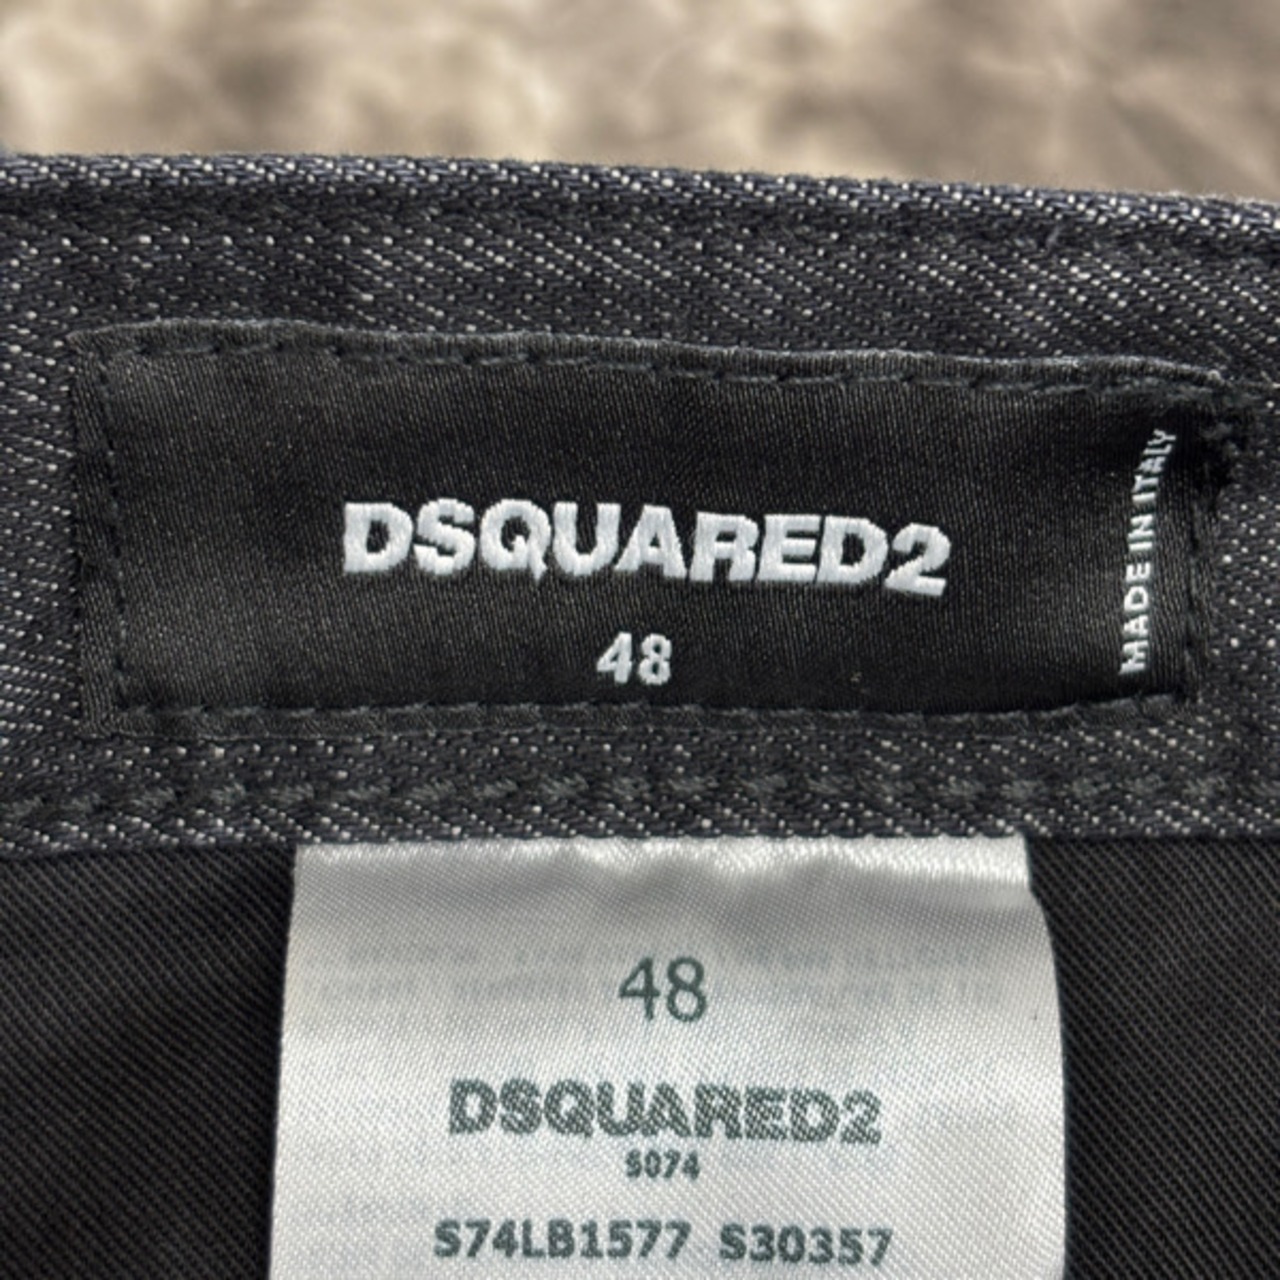 DSQUARED2
48
MADE IN ITALY
48
DSQUARED2
S074
S74LB1577 S30357